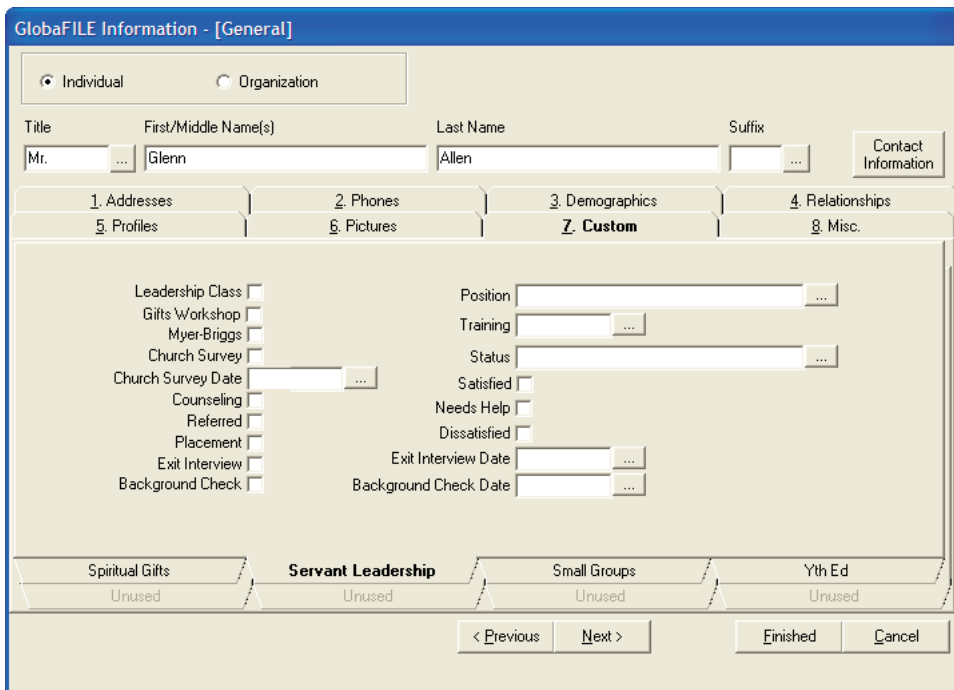 GlobaFILE Information - [General]
Individual Organization
Title First/Middle Name(s) Last Name Suffix
Mr. ... Glenn Allen ... Contact Information
1. Addresses 2. Phones 3. Demographics 4. Relationships
5. Profiles 6. Pictures 7. Custom 8. Misc.
Leadership Class Position ...
Gifts Workshop Training ...
Myer-Briggs
Church Survey Status ...
Church Survey Date ... Satisfied
Counseling Needs Help
Referred Dissatisfied
Placement
Exit Interview Exit Interview Date ...
Background Check Background Check Date ...
Spiritual Gifts Servant Leadership Small Groups Yth Ed
Unused Unused Unused Unused
< Previous Next > Finished Cancel